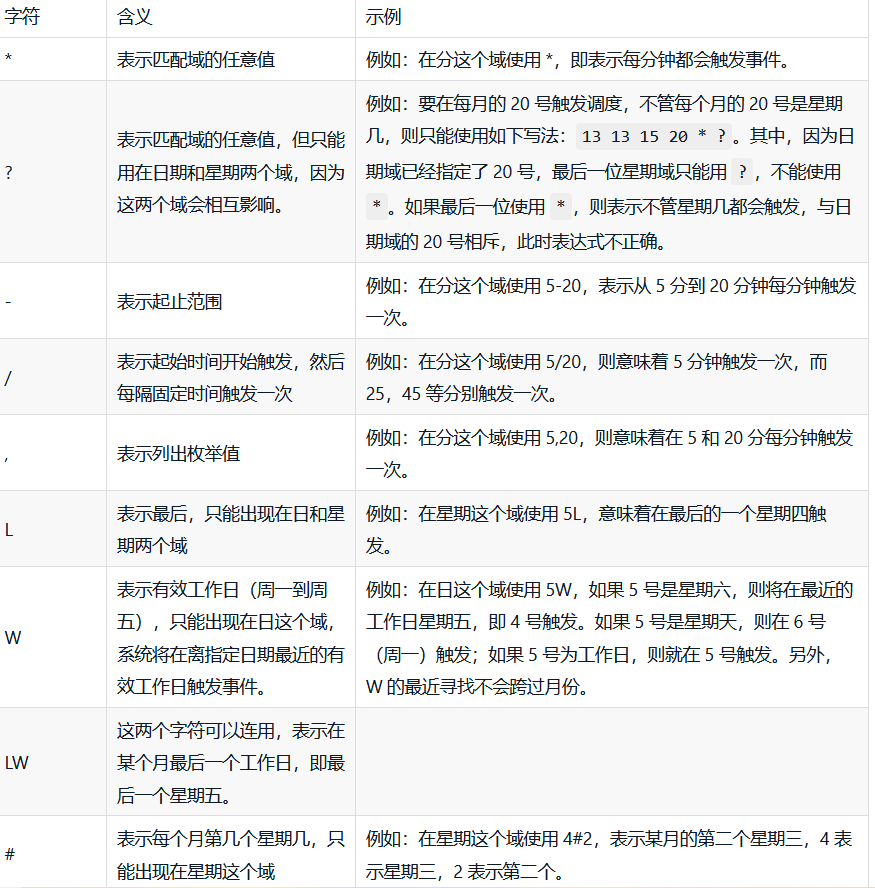 字符 含义 示例
* 表示匹配域的任意值 例如：在分这个域使用 *，即表示每分钟都会触发事件。
?
表示匹配域的任意值，但只能
用在日期和星期两个域，因为
这两个域会相互影响。
例如：要在每月的 20 号触发调度，不管每个月的 20 号是星期
几，则只能使用如下写法： 13 13 15 20 * ? 。其中，因为日
期域已经指定了 20 号，最后一位星期域只能用 ? ，不能使用
* 。如果最后一位使用 * ，则表示不管星期几都会触发，与日
期域的 20 号相斥，此时表达式不正确。
-
表示起止范围
例如：在分这个域使用 5-20，表示从 5 分到 20 分钟每分钟触发
一次。
/
表示起始时间开始触发，然后
每隔固定时间触发一次
例如：在分这个域使用 5/20，则意味着 5 分钟触发一次，而
25，45 等分别触发一次。
,
表示列出枚举值
例如：在分这个域使用 5,20，则意味着在 5 和 20 分每分钟触发
一次。
L
表示最后，只能出现在日和星
期两个域
例如：在星期这个域使用 5L，意味着在最后的一个星期四触
发。
W
表示有效工作日（周一到周
五），只能出现在日这个域，
系统将在离指定日期最近的有
效工作日触发事件。
例如：在日这个域使用 5W，如果 5 号是星期六，则将在最近的
工作日星期五，即 4 号触发。如果 5 号是星期天，则在 6 号
（周一）触发；如果 5 号为工作日，则就在 5 号触发。另外，
W 的最近寻找不会跨过月份。
LW
这两个字符可以连用，表示在
某个月最后一个工作日，即最
后一个星期五。
#
表示每个月第几个星期几，只
能出现在星期这个域
例如：在星期这个域使用 4#2，表示某月的第二个星期三，4 表
示星期三，2 表示第二个。